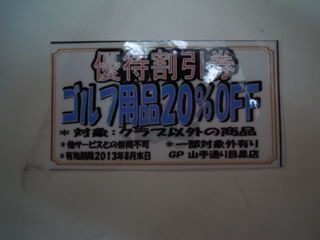 優待割引券
ゴルフ用品20%OFF
*対象:クラブ以外の商品
*他サービスとの併用不可 *一部対象外有り
*有効期限2013年8月末日 GP 山手通り目黒店